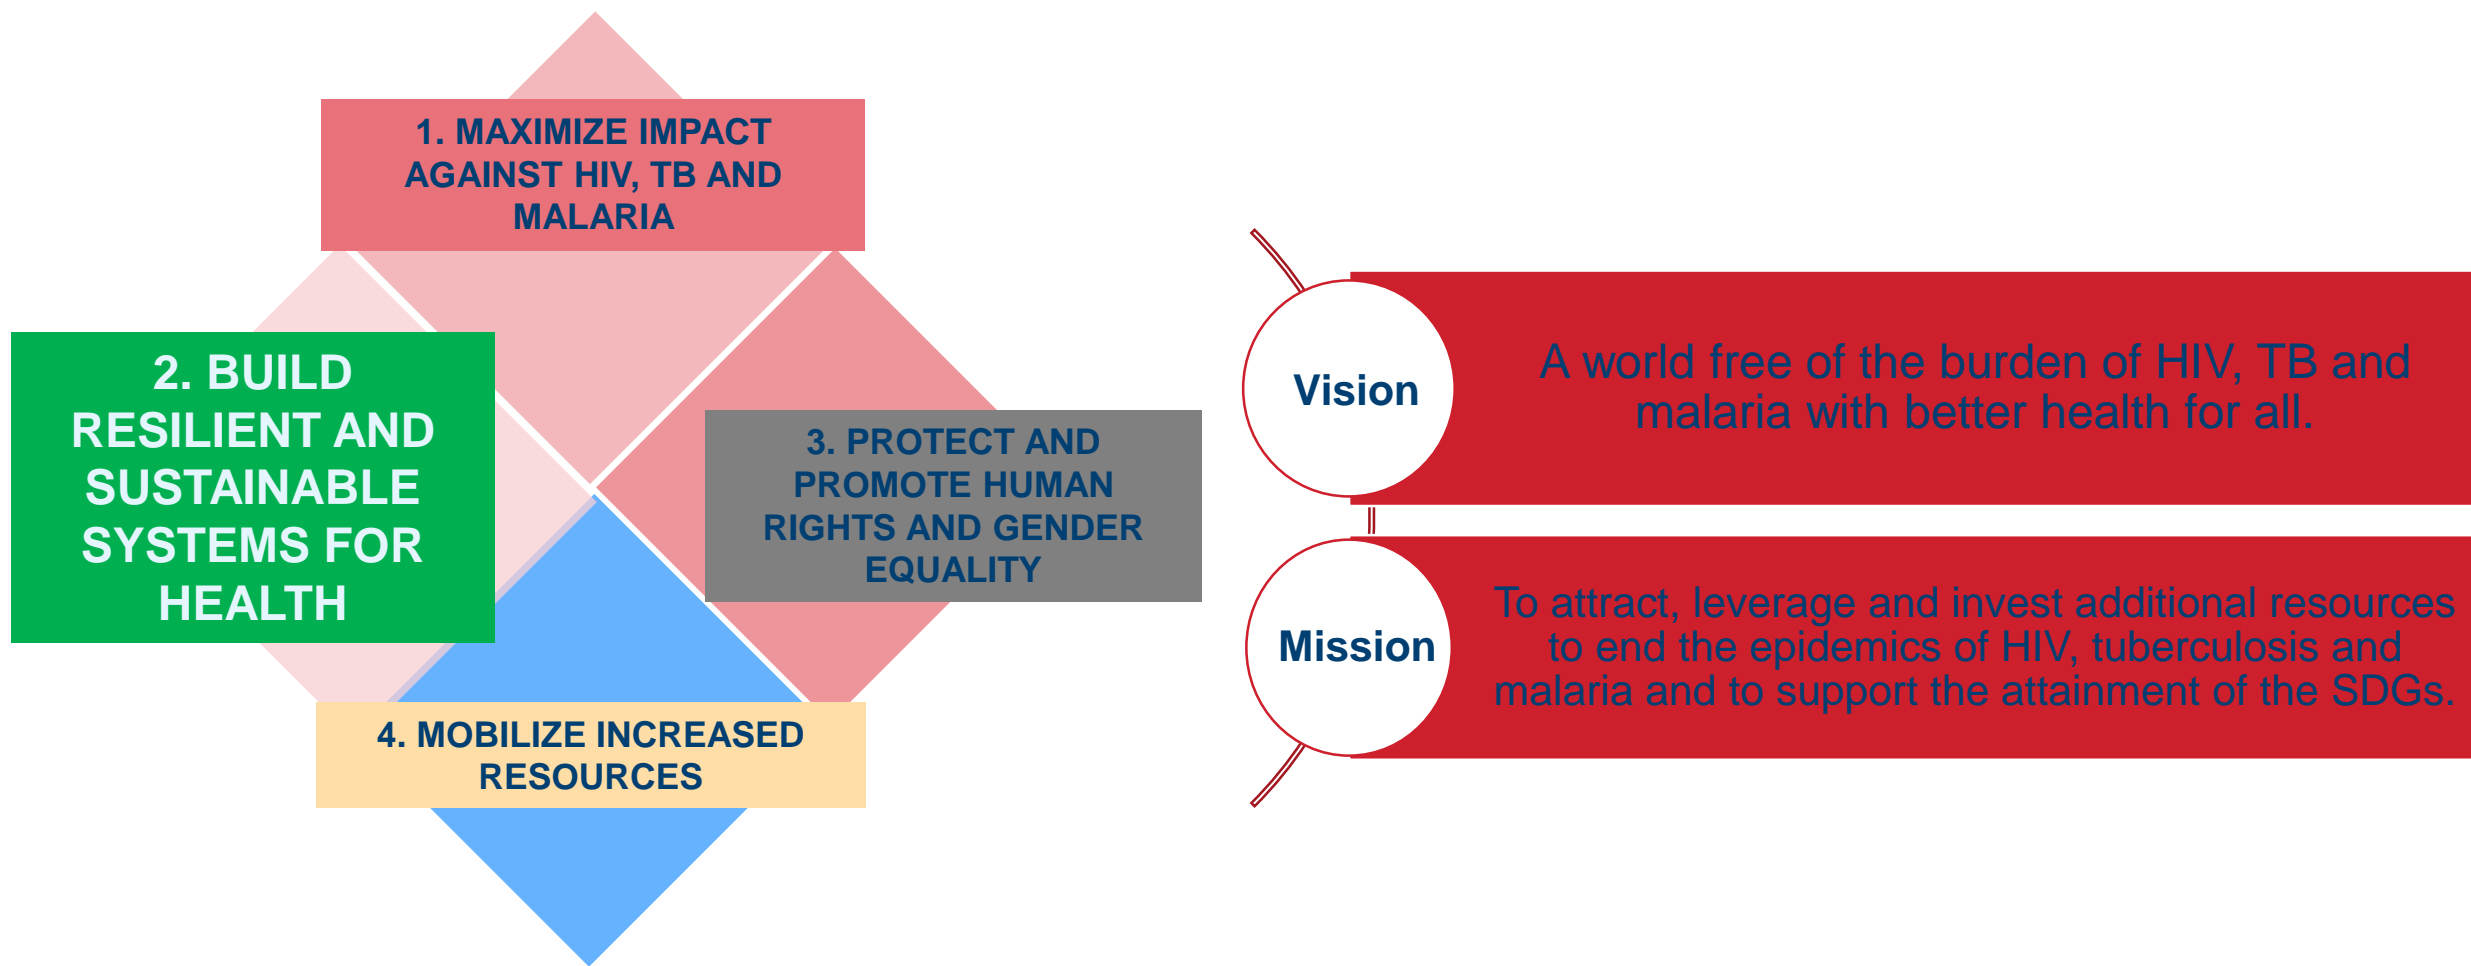 1. MAXIMIZE IMPACT
AGAINST HIV, TB AND
MALARIA
2. BUILD
RESILIENT AND
SUSTAINABLE
SYSTEMS FOR
HEALTH
3. PROTECT AND
PROMOTE HUMAN
RIGHTS AND GENDER
EQUALITY
4. MOBILIZE INCREASED
RESOURCES
Vision
A world free of the burden of HIV, TB and
malaria with better health for all.
Mission
To attract, leverage and invest additional resources
to end the epidemics of HIV, tuberculosis and
malaria and to support the attainment of the SDGs.